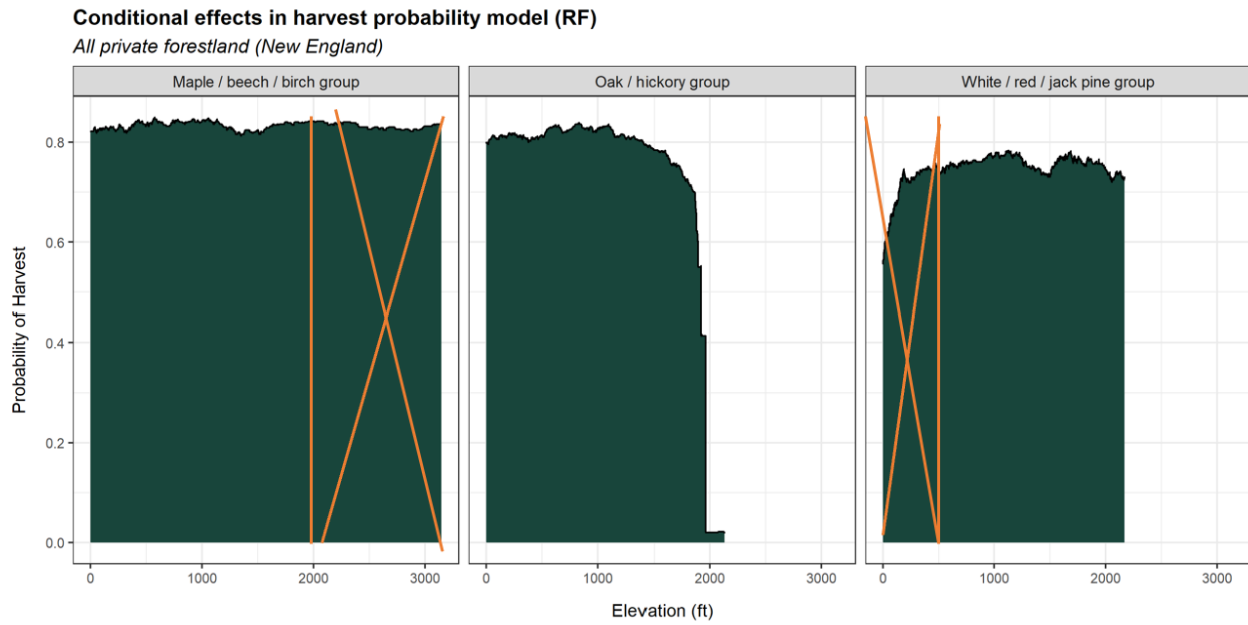 Conditional effects in harvest probability model (RF)
All private forestland (New England)
Maple / beech / birch group
Oak / hickory group
White / red / jack pine group
Probability of Harvest
0.8
0.6
0.4
0.2
0.0
0 1000 2000 3000
0 1000 2000 3000
0 1000 2000 3000
Elevation (ft)